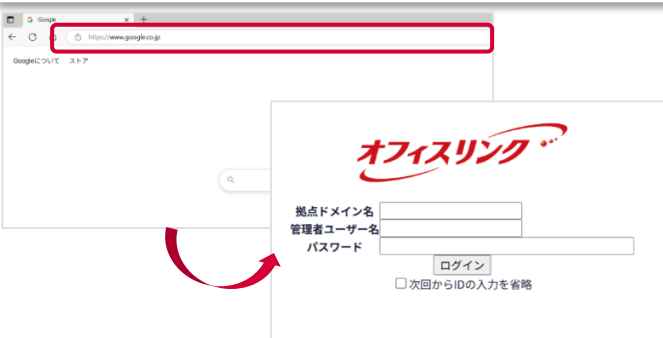 Google
https://www.google.co.jp
Googleについて ストア
オフィスリンク
拠点ドメイン名
管理者ユーザー名
パスワード
ログイン
次回からIDの入力を省略